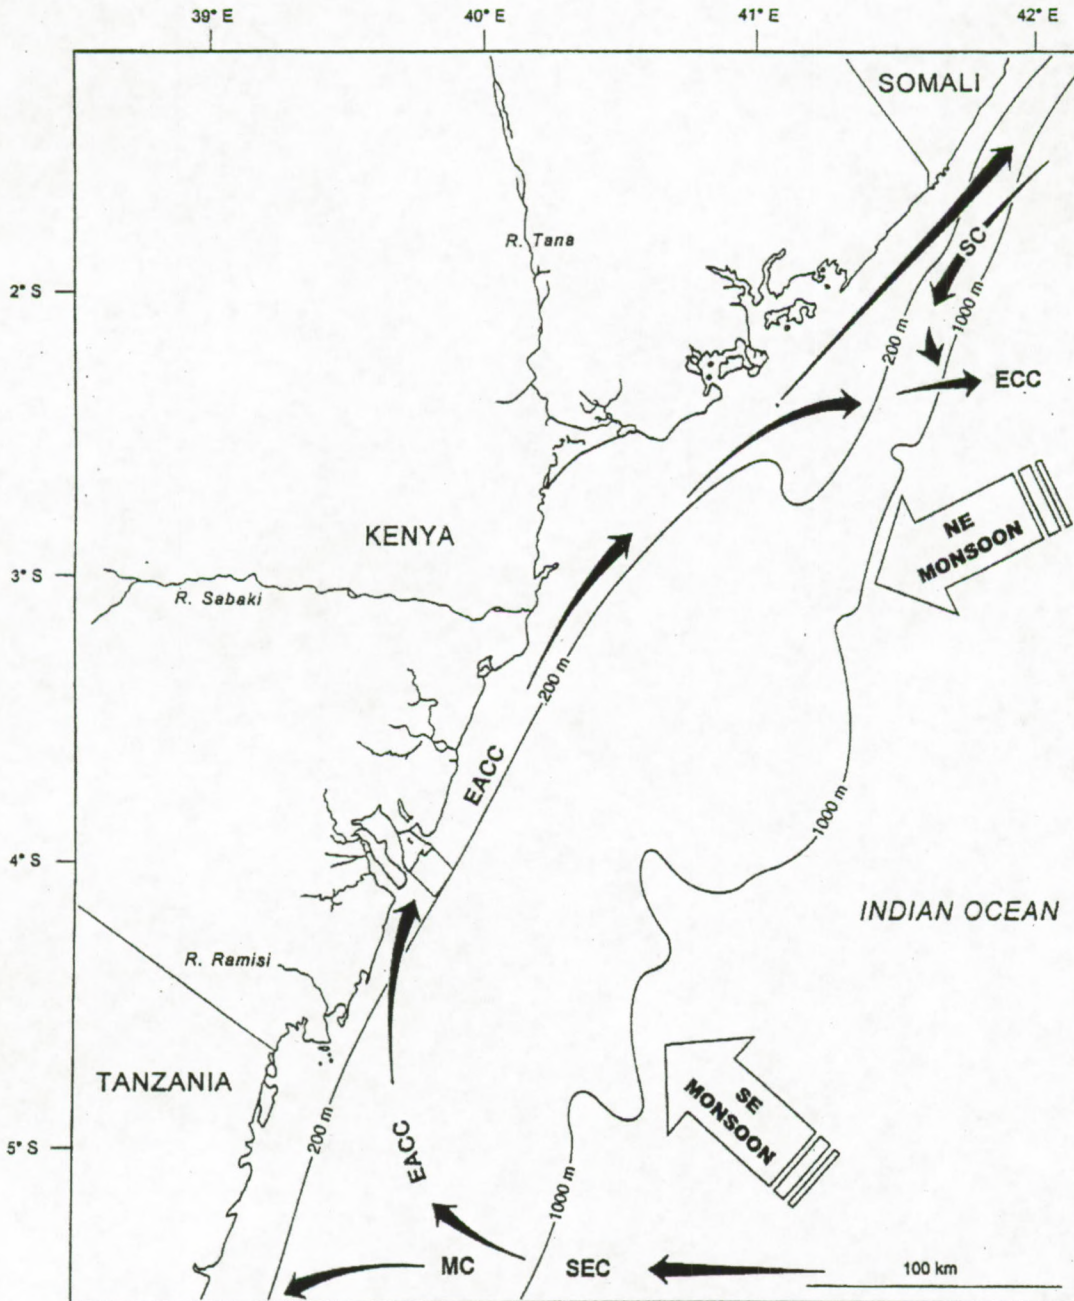 39° E
40° E
41° E
42° E
SOMALI
R. Tana
2° S
SC
200 m
1000 m
ECC
NE
MONSOON
KENYA
3° S
R. Sabaki
200 m
EACC
1000 m
4° S
INDIAN OCEAN
R. Ramisi
TANZANIA
SE
MONSOON
200 m
5° S
EACC
1000 m
MC
SEC
100 km